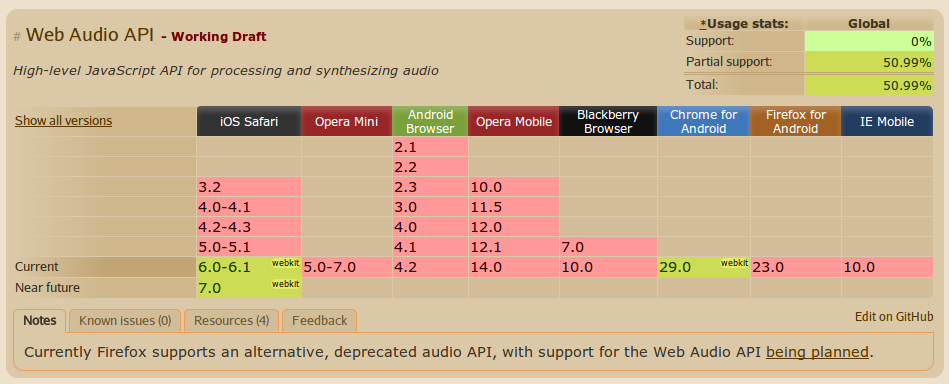 # Web Audio API - Working Draft
*Usage stats: Global
Support: 0%
Partial support: 50.99%
Total: 50.99%
High-level JavaScript API for processing and synthesizing audio
Show all versions iOS Safari Opera Mini Android Browser Opera Mobile Blackberry Browser Chrome for Android Firefox for Android IE Mobile
2.1
2.2
3.2 2.3 10.0
4.0-4.1 3.0 11.5
4.2-4.3 4.0 12.0
5.0-5.1 4.1 12.1 7.0
Current 6.0-6.1 webkit 5.0-7.0 4.2 14.0 10.0 29.0 webkit 23.0 10.0
Near future 7.0 webkit
Notes Known issues (0) Resources (4) Feedback Edit on GitHub
Currently Firefox supports an alternative, deprecated audio API, with support for the Web Audio API being planned.